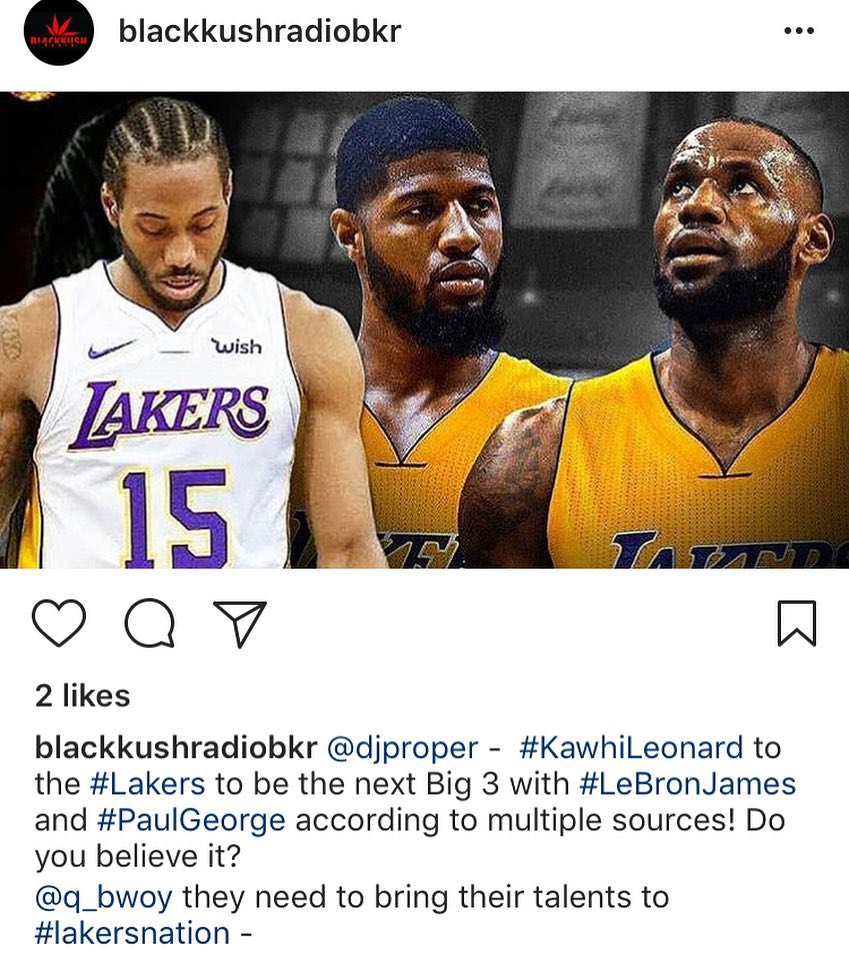 BLACKKUSH
blackkushradiobkr
wish
LAKERS
15
LAKERS
2 likes
blackkushradiobkr @djproper - #KawhiLeonard to
the #Lakers to be the next Big 3 with #LeBronJames
and #PaulGeorge according to multiple sources! Do
you believe it?
@q_bwoy they need to bring their talents to
#lakersnation -